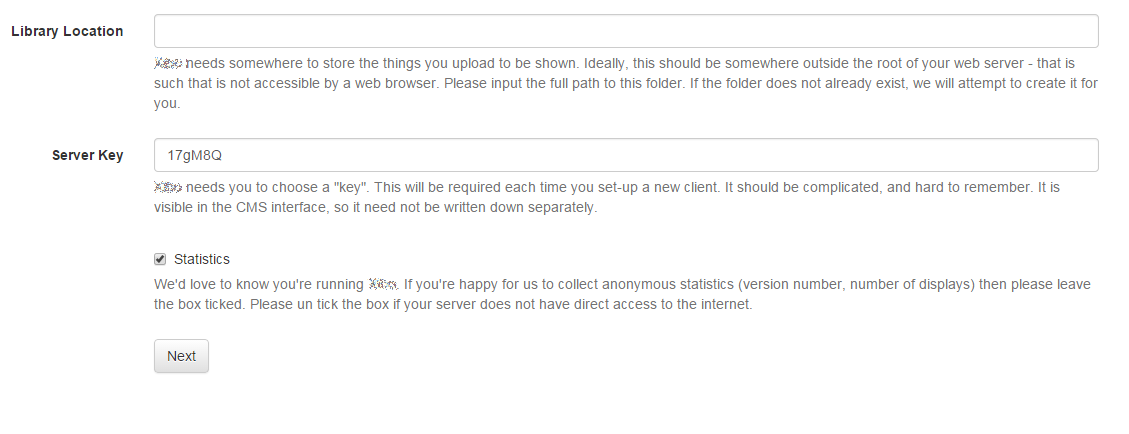 Library Location
needs somewhere to store the things you upload to be shown. Ideally, this should be somewhere outside the root of your web server - that is
such that is not accessible by a web browser. Please input the full path to this folder. If the folder does not already exist, we will attempt to create it for
you.
Server Key
17gM8Q
needs you to choose a "key". This will be required each time you set-up a new client. It should be complicated, and hard to remember. It is
visible in the CMS interface, so it need not be written down separately.
Statistics
We'd love to know you're running . If you're happy for us to collect anonymous statistics (version number, number of displays) then please leave
the box ticked. Please un tick the box if your server does not have direct access to the internet.
Next